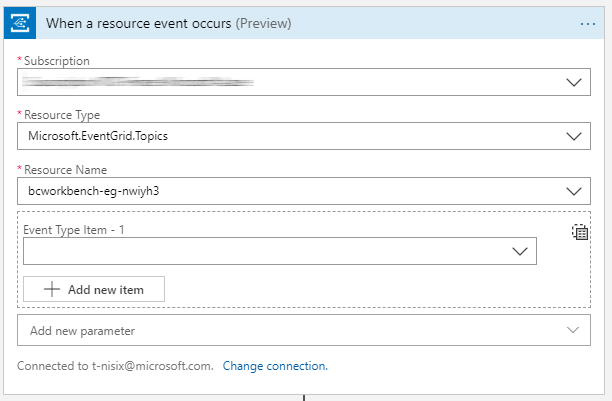 When a resource event occurs (Preview)
* Subscription
* Resource Type
Microsoft.EventGrid.Topics
* Resource Name
bcworkbench-eg-nwiyh3
Event Type Item - 1
Add new item
Add new parameter
Connected to t-nisix@microsoft.com. Change connection.